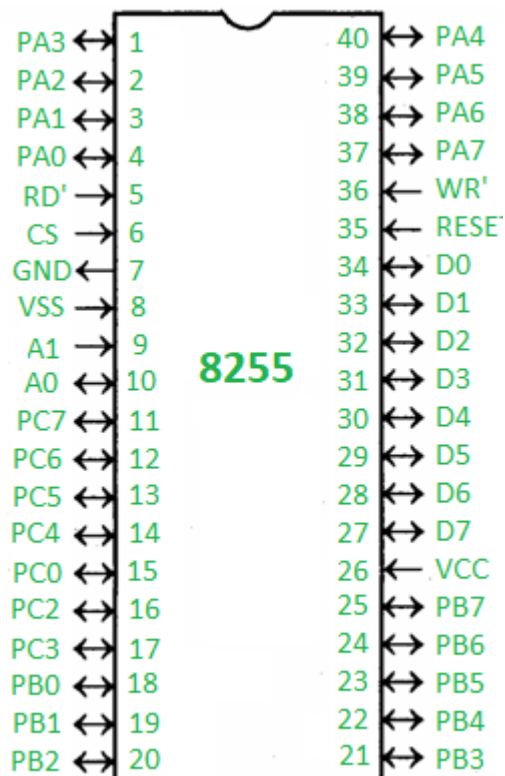 PA3 1 40 PA4
PA2 2 39 PA5
PA1 3 38 PA6
PA0 4 37 PA7
RD' 5 36 WR'
CS 6 35 RESET
GND 7 34 D0
VSS 8 33 D1
A1 9 32 D2
A0 10 8255 31 D3
PC7 11 30 D4
PC6 12 29 D5
PC5 13 28 D6
PC4 14 27 D7
PC0 15 26 VCC
PC2 16 25 PB7
PC3 17 24 PB6
PB0 18 23 PB5
PB1 19 22 PB4
PB2 20 21 PB3